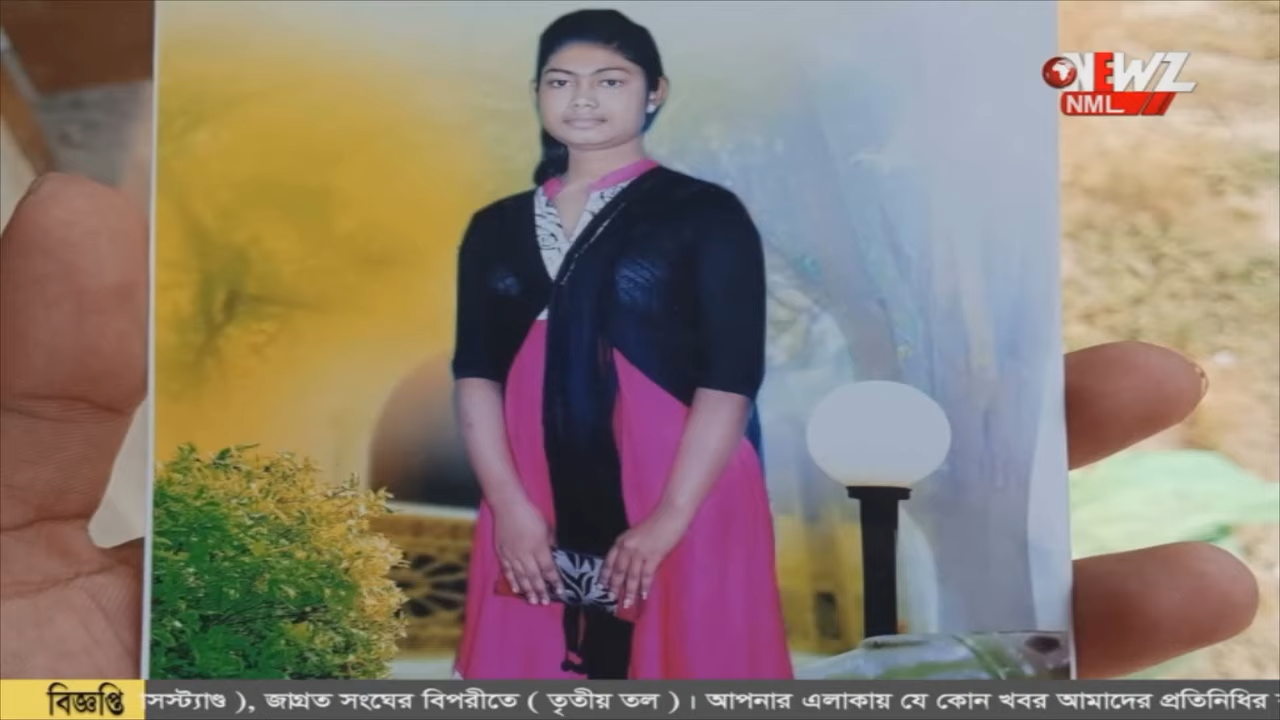 NEWZ
NML
বিজ্ঞপ্তি
সস্ট্যাণ্ড ), জাগ্রত সংঘের বিপরীতে ( তৃতীয় তল )। আপনার এলাকায় যে কোন খবর আমাদের প্রতিনিধির